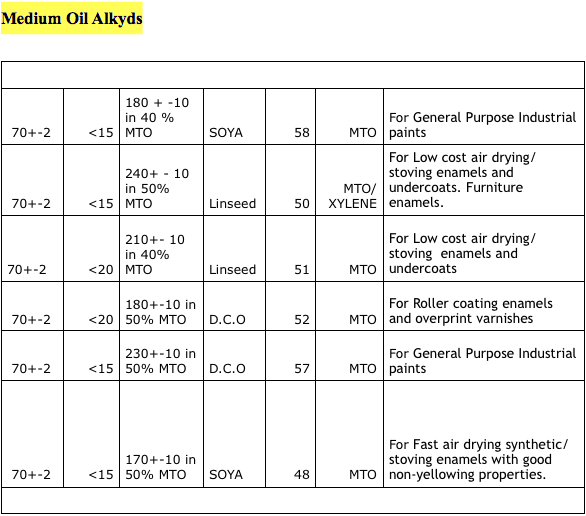 Medium Oil Alkyds
70+-2 <15 180 + -10 in 40 % MTO SOYA 58 MTO For General Purpose Industrial paints
70+-2 <15 240+ - 10 in 50% MTO Linseed 50 MTO/ XYLENE For Low cost air drying/ stoving enamels and undercoats. Furniture enamels.
70+-2 <20 210+- 10 in 40% MTO Linseed 51 MTO For Low cost air drying/ stoving enamels and undercoats
70+-2 <20 180+-10 in 50% MTO D.C.O 52 MTO For Roller coating enamels and overprint varnishes
70+-2 <15 230+-10 in 50% MTO D.C.O 57 MTO For General Purpose Industrial paints
70+-2 <15 170+-10 in 50% MTO SOYA 48 MTO For Fast air drying synthetic/ stoving enamels with good non-yellowing properties.